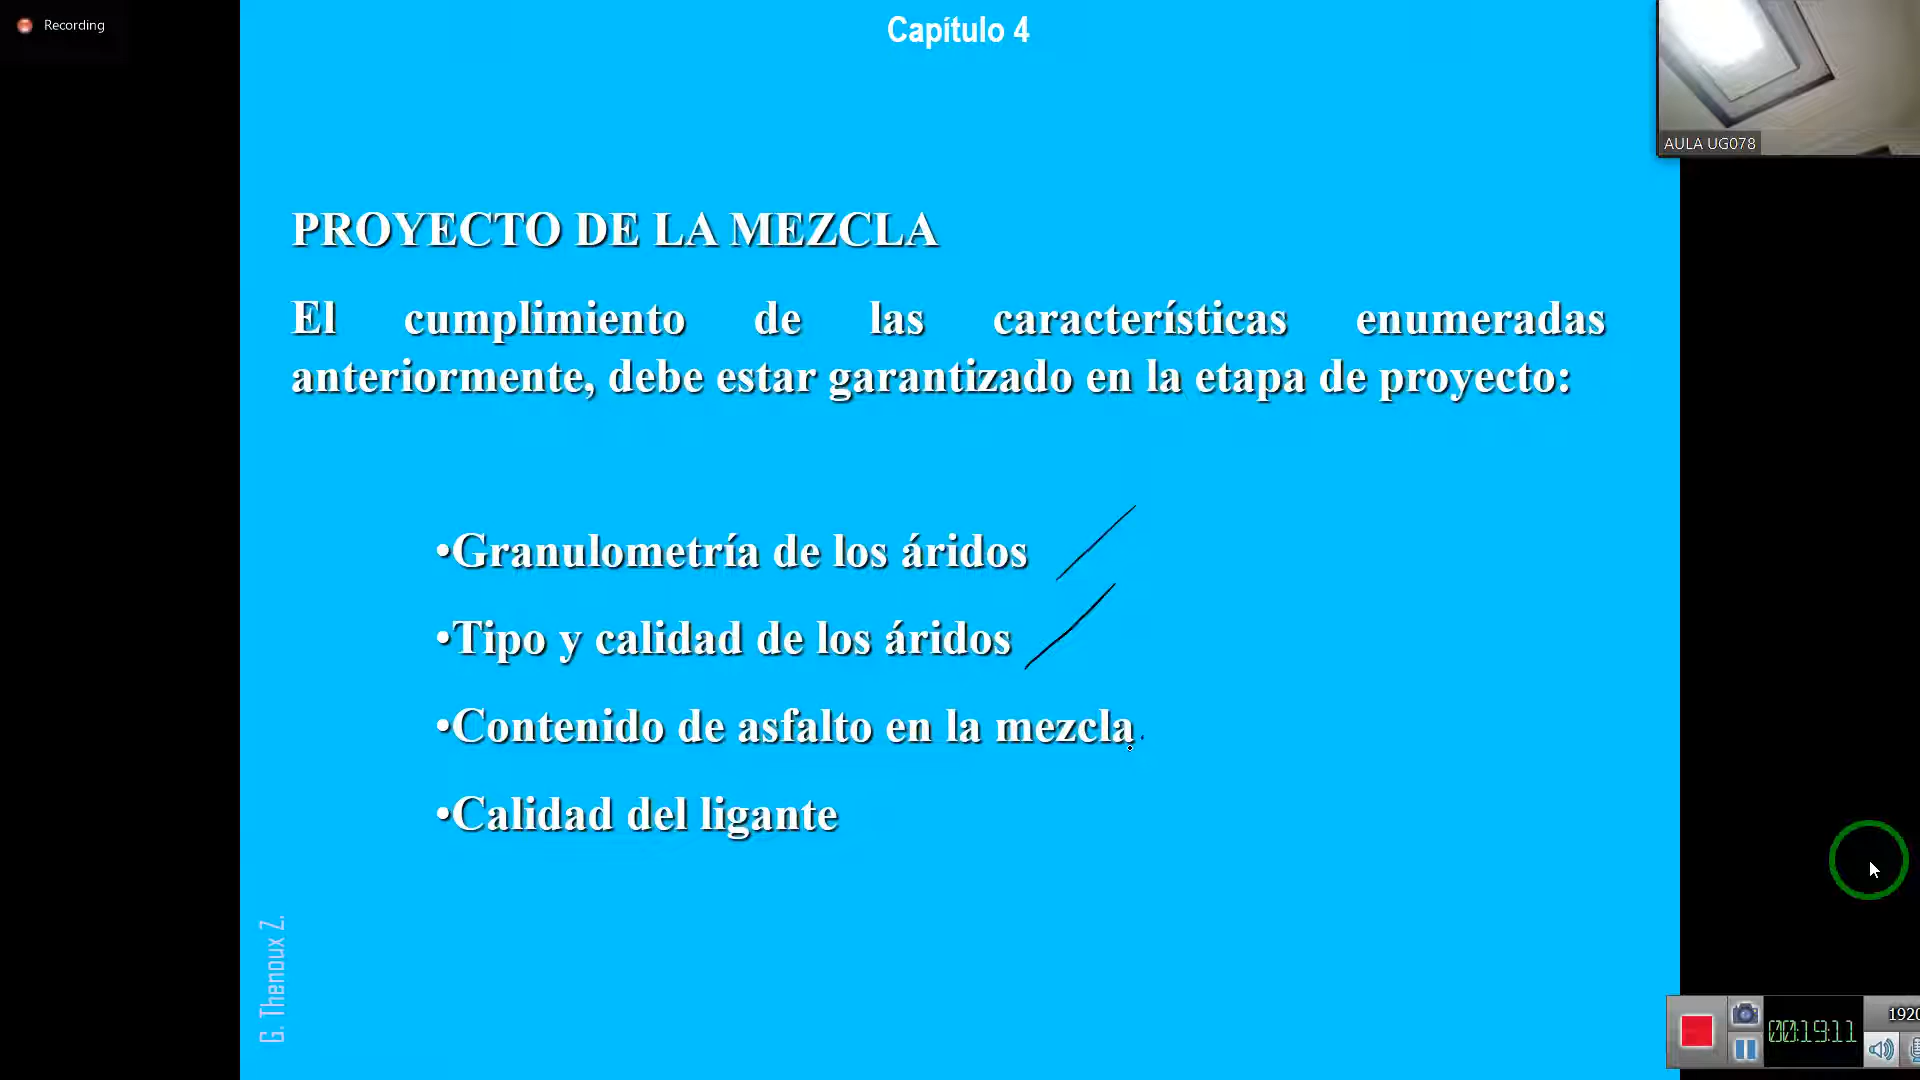 Recording
Capítulo 4
AULA UG078
PROYECTO DE LA MEZCLA
El cumplimiento de las características enumeradas
anteriormente, debe estar garantizado en la etapa de proyecto:
•Granulometría de los áridos
•Tipo y calidad de los áridos
•Contenido de asfalto en la mezcla
•Calidad del ligante
G. Thenoux Z.
1920
00:19:11